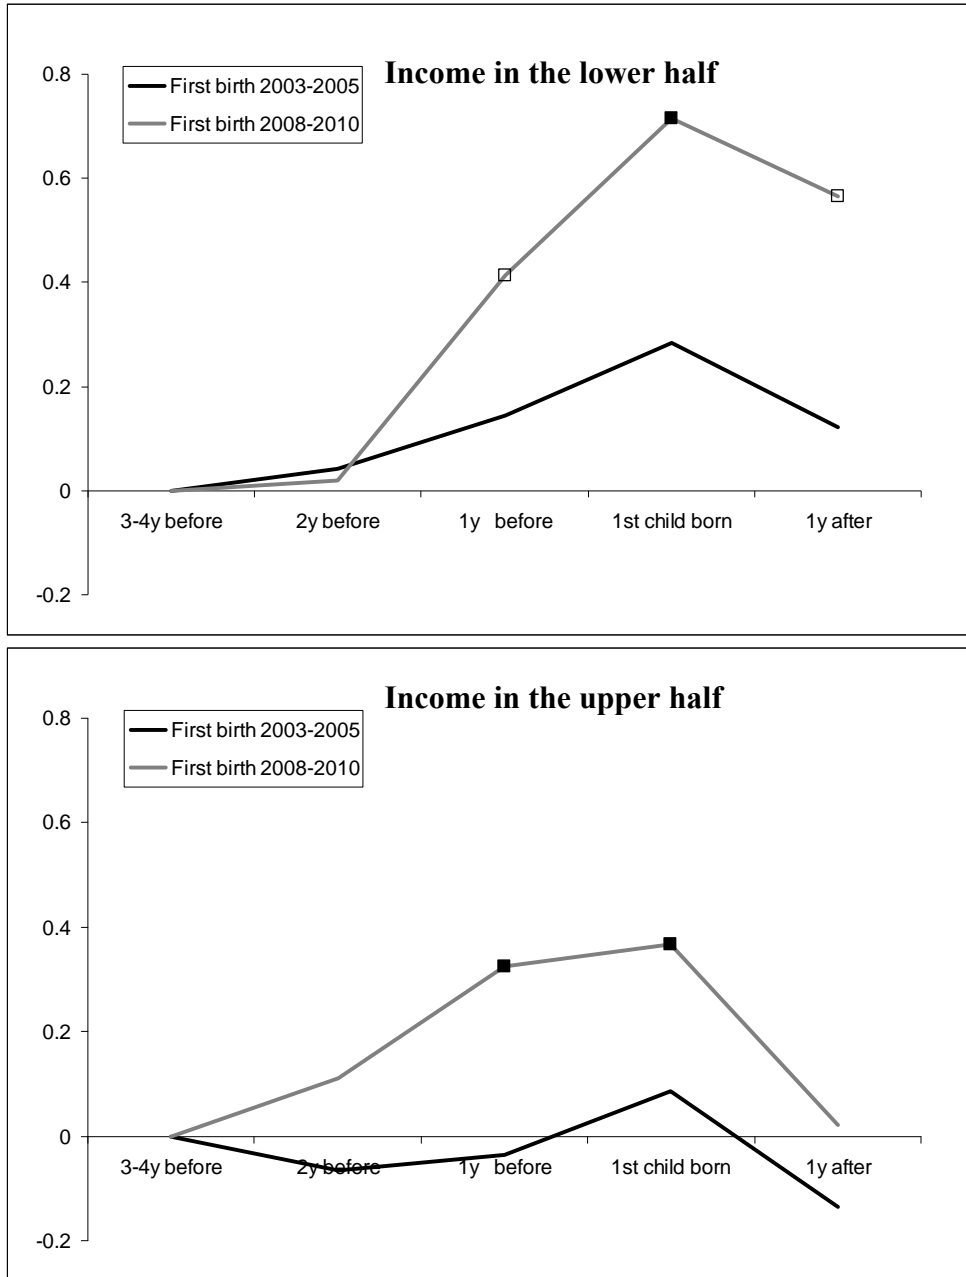 Income in the lower half
First birth 2003-2005
First birth 2008-2010
0.8
0.6
0.4
0.2
0
-0.2
3-4y before 2y before 1y before 1st child born 1y after
Income in the upper half
First birth 2003-2005
First birth 2008-2010
0.8
0.6
0.4
0.2
0
-0.2
3-4y before 2y before 1y before 1st child born 1y after